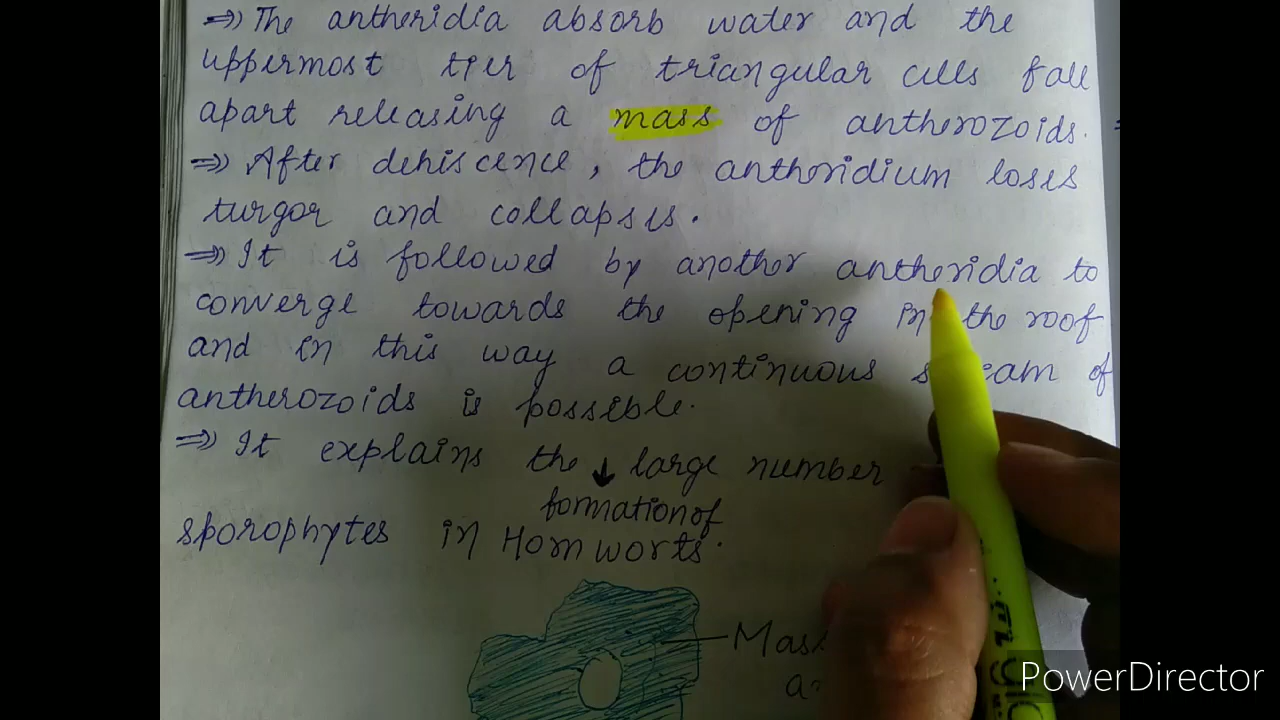 ⇒ The antheridia absorb water and the
uppermost tier of triangular cells fall
apart releasing a mass of antherozoids.
⇒ After dehiscence, the antheridium loses
turgor and collapses.
⇒ It is followed by another antheridia to
converge towards the opening in the roof
and in this way a continuous of
antherozoids is possible.
⇒ It explains the ↓ large number
formation of
sporophytes in Hornworts.
PowerDirector